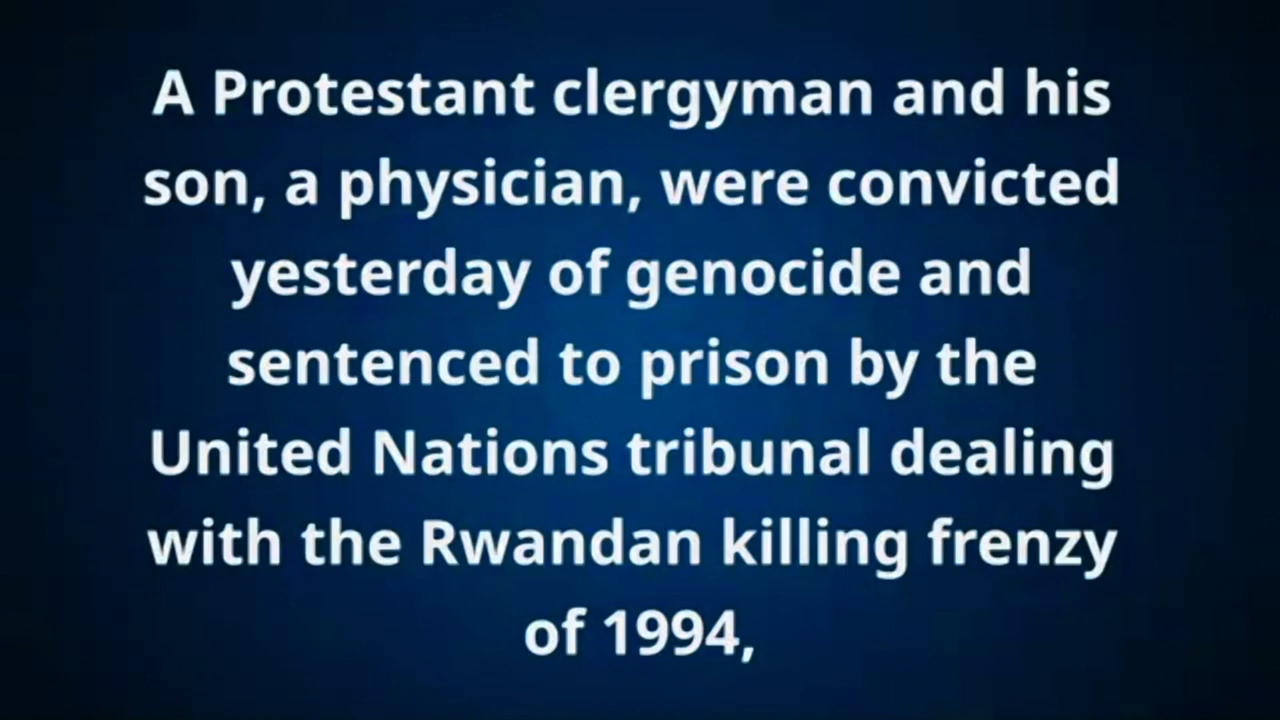 A Protestant clergyman and his
son, a physician, were convicted
yesterday of genocide and
sentenced to prison by the
United Nations tribunal dealing
with the Rwandan killing frenzy
of 1994,